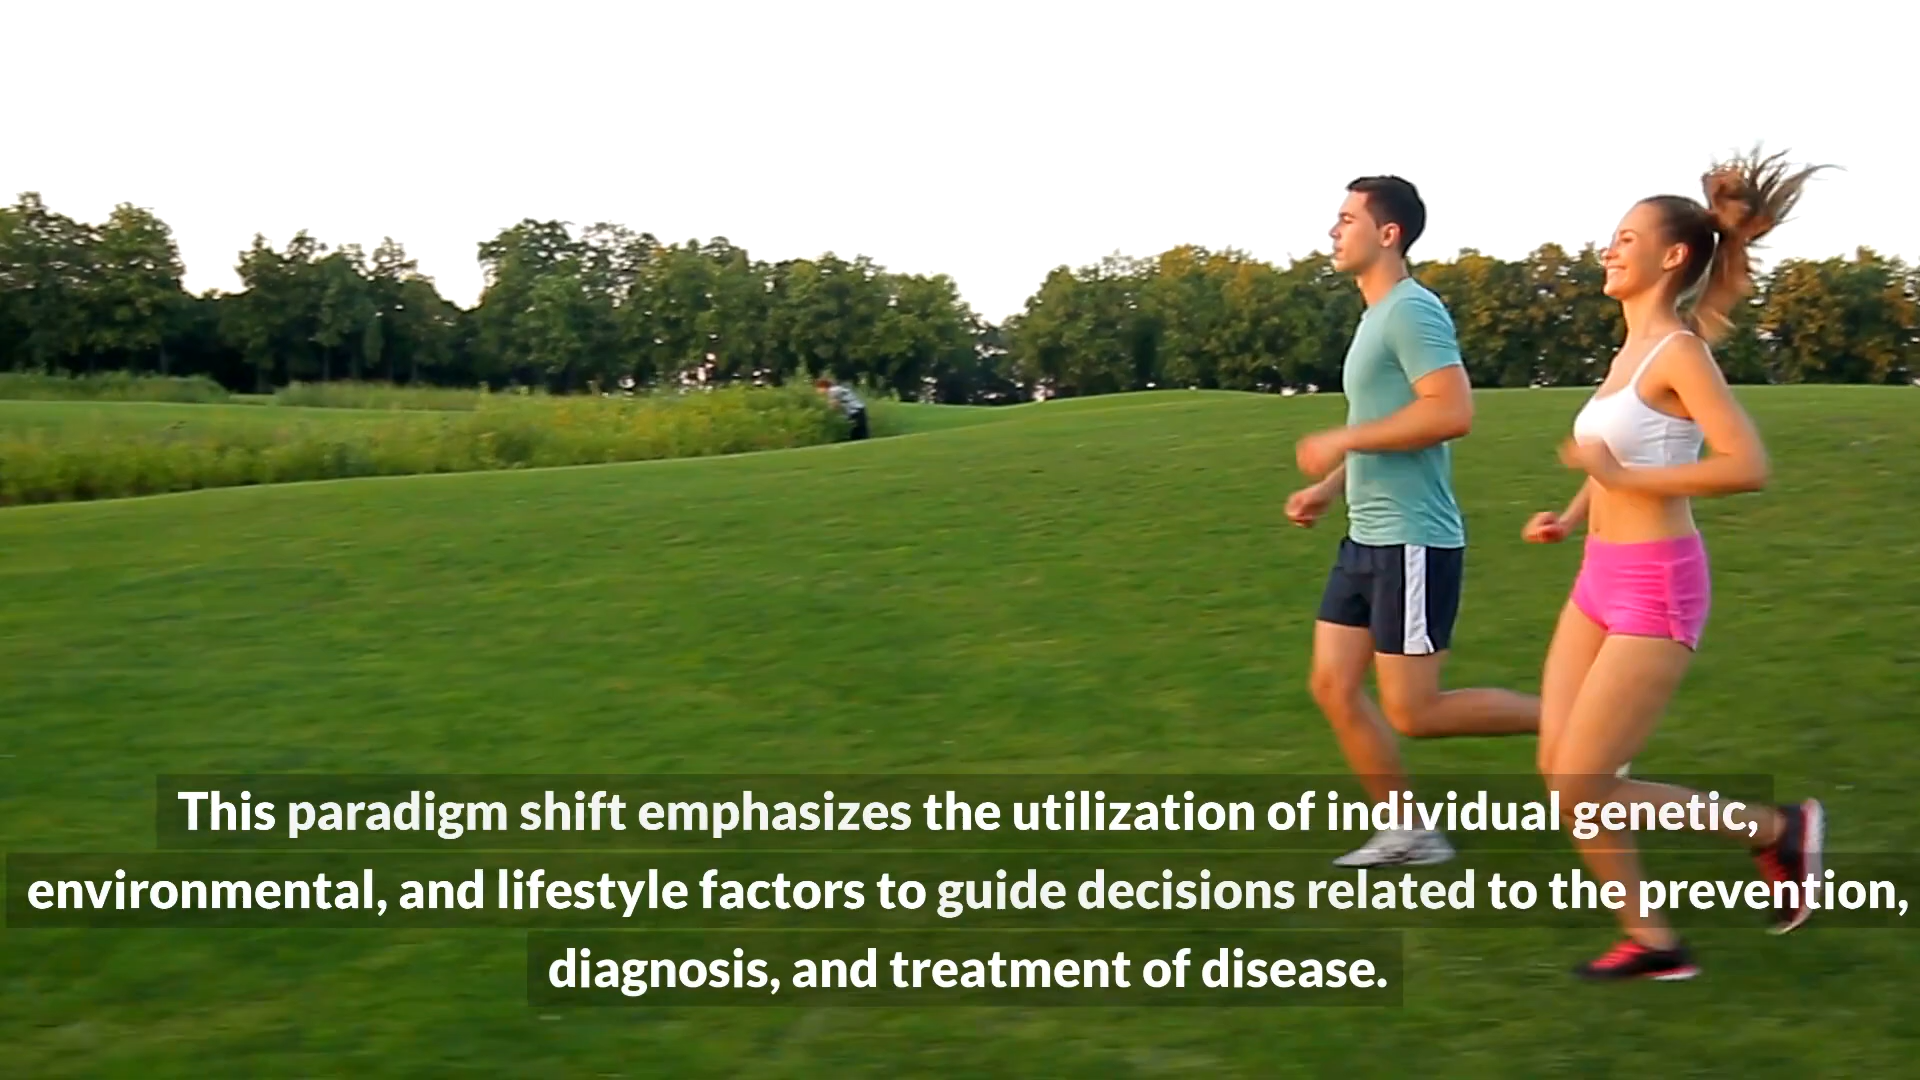 This paradigm shift emphasizes the utilization of individual genetic,
environmental, and lifestyle factors to guide decisions related to the prevention,
diagnosis, and treatment of disease.